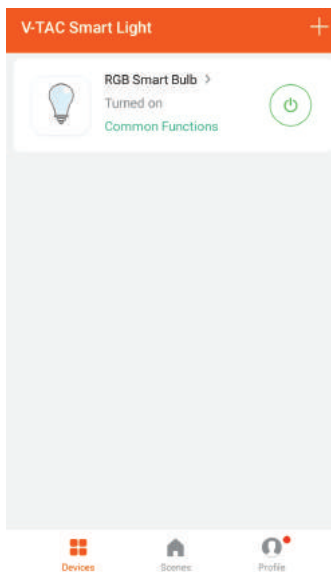 V-TAC Smart Light
RGB Smart Bulb
Turned on
Common Functions
Devices
Scenes
Profile